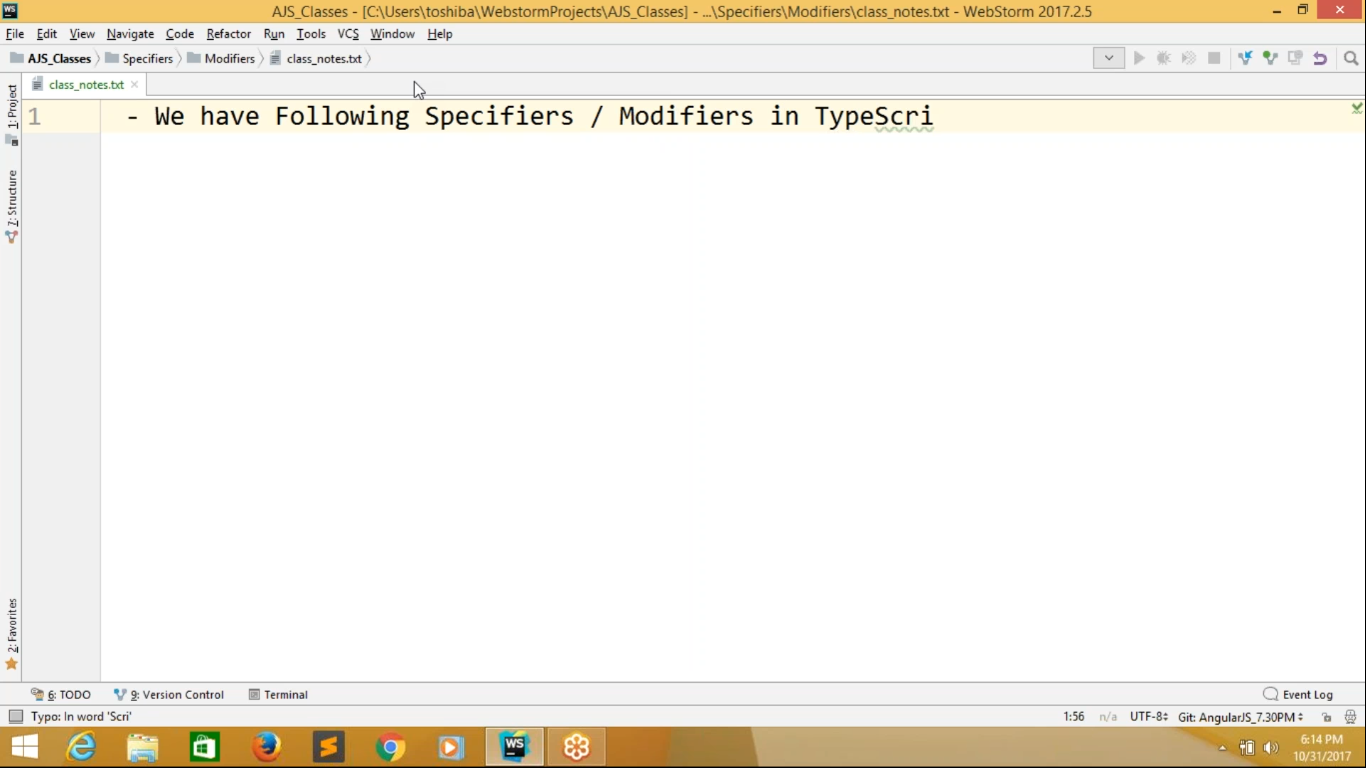 AJS_Classes - [C:\Users\toshiba\WebstormProjects\AJS_Classes] - ...\Specifiers\Modifiers\class_notes.txt - WebStorm 2017.2.5
File Edit View Navigate Code Refactor Run Tools VCS Window Help
AJS_Classes Specifiers Modifiers class_notes.txt
class_notes.txt
1: Project
1 - We have Following Specifiers / Modifiers in TypeScri
7: Structure
2: Favorites
6: TODO 9: Version Control Terminal Event Log
Typo: In word 'Scri' 1:56 n/a UTF-8 Git: AngularJS_7.30PM
WS
6:14 PM
10/31/2017